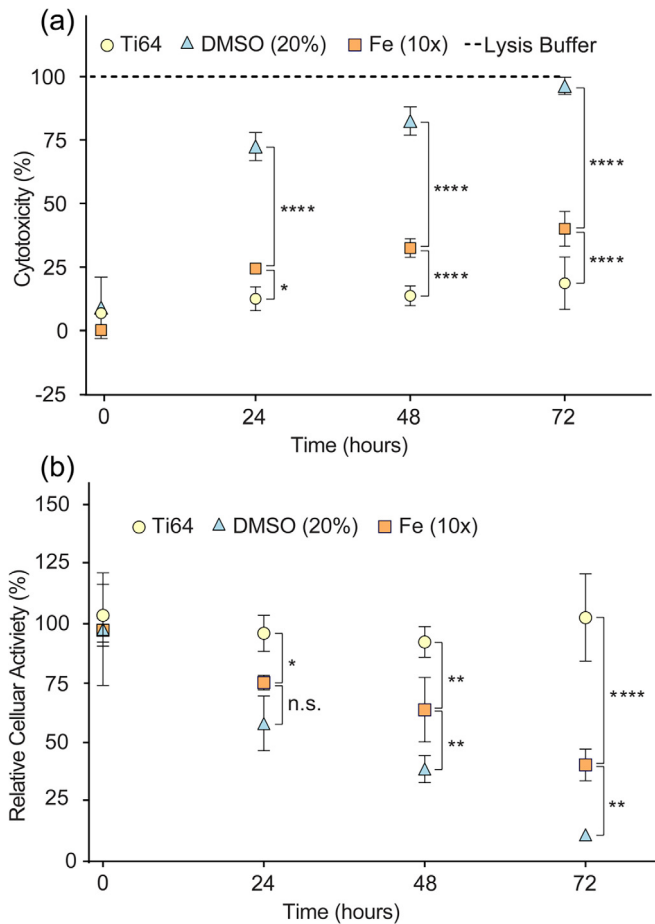 (a)
Ti64 DMSO (20%) Fe (10x) --Lysis Buffer
100
75
50
25
0
-25
Cytotoxicity (%)
****
*
****
****
****
****
0 24 48 72
Time (hours)
(b)
150
125
100
75
50
25
0
Relative Celluar Activiety (%)
Ti64 DMSO (20%) Fe (10x)
*
n.s.
**
**
****
**
0 24 48 72
Time (hours)